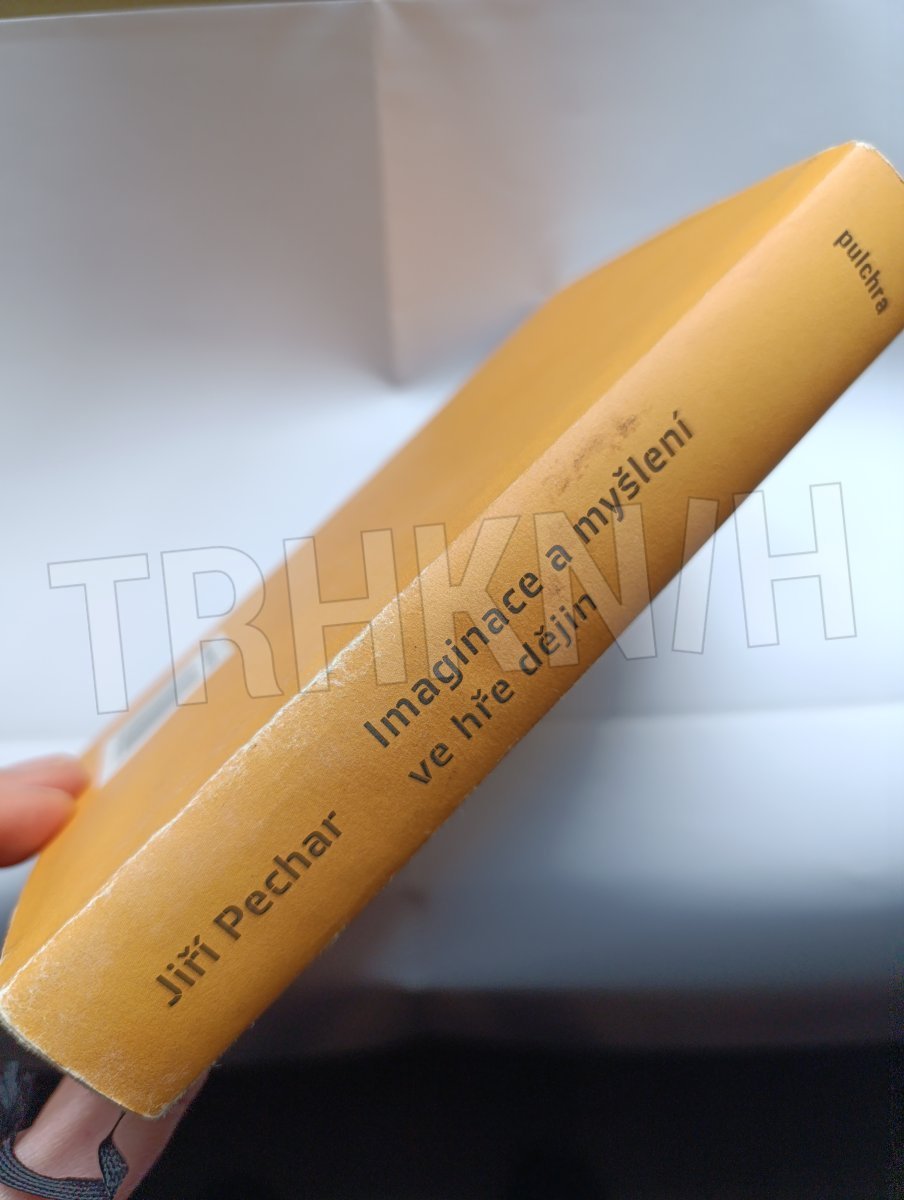 Jiří Pechar
Imaginace a myšlení
ve hře dějin
pulchra
TRHKNIH